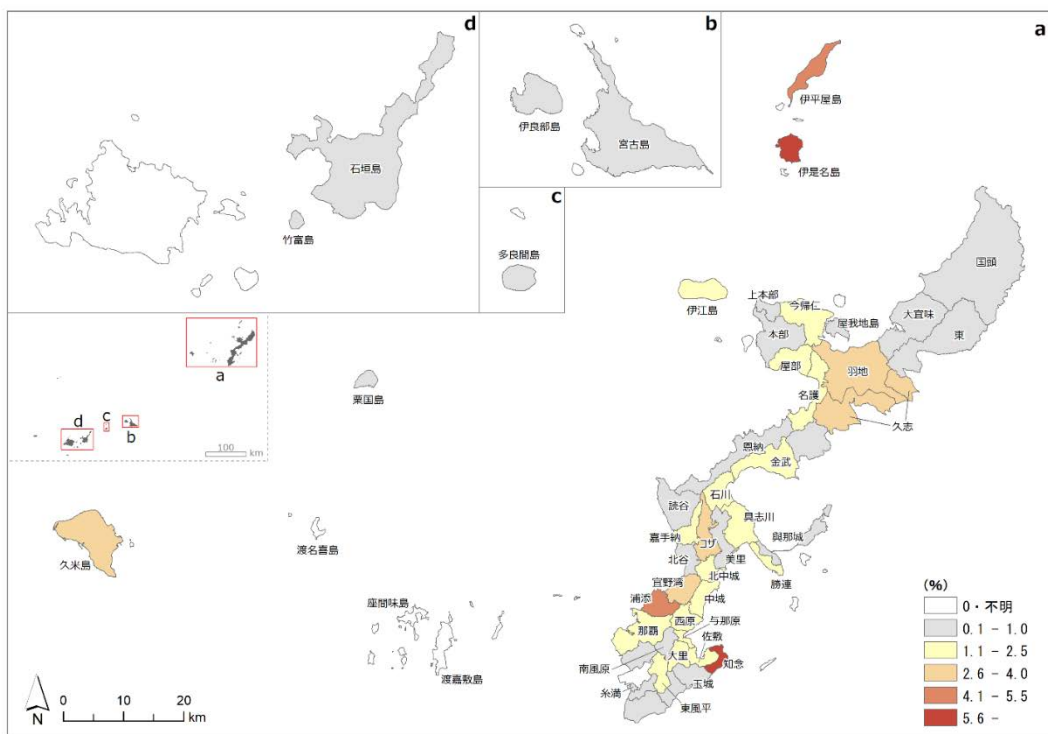 d
石垣島
竹富島
b
伊良部島
宮古島
c
多良間島
a
伊平屋島
伊是名島
国頭
大宜味
東
伊江島
上本部
今帰仁
屋我地島
本部
屋部
羽地
名護
久志
恩納
金武
石川
読谷
具志川
與那城
嘉手納
コザ
北谷
美里
勝連
北中城
宜野湾
浦添
中城
西原
与那原
那覇
佐敷
大里
知念
南風原
玉城
糸満
東風平
粟国島
久米島
渡名喜島
座間味島
渡嘉敷島
a
d
c
b
100
km
N
0 10 20
km
(%)
0・不明
0.1 - 1.0
1.1 - 2.5
2.6 - 4.0
4.1 - 5.5
5.6 -